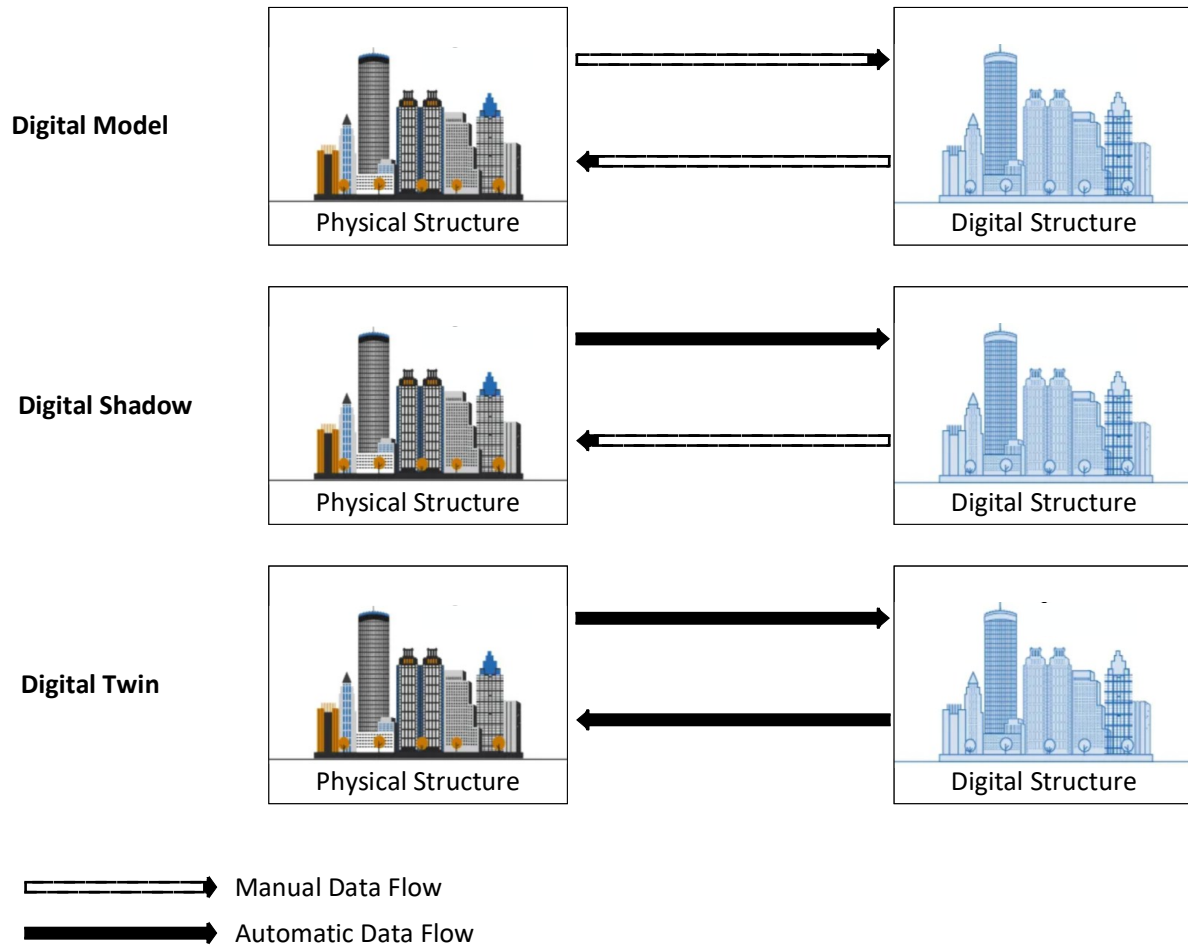 Digital Model
Physical Structure
Digital Structure
Digital Shadow
Physical Structure
Digital Structure
Digital Twin
Physical Structure
Digital Structure
Manual Data Flow
Automatic Data Flow